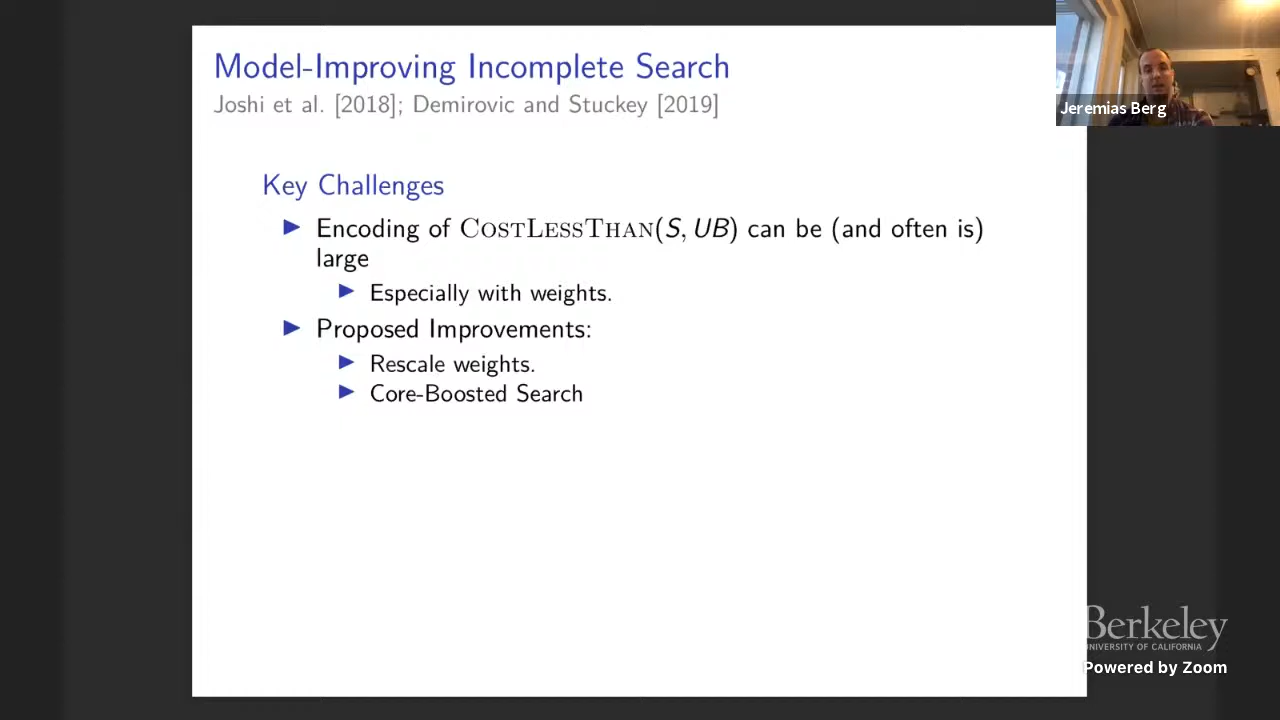 Model-Improving Incomplete Search
Joshi et al. [2018]; Demirovic and Stuckey [2019]
Jeremias Berg
Key Challenges
▶ Encoding of COSTLESSTHAN(S, UB) can be (and often is)
large
▶ Especially with weights.
▶ Proposed Improvements:
▶ Rescale weights.
▶ Core-Boosted Search
Berkeley
UNIVERSITY OF CALIFORNIA
Powered by Zoom